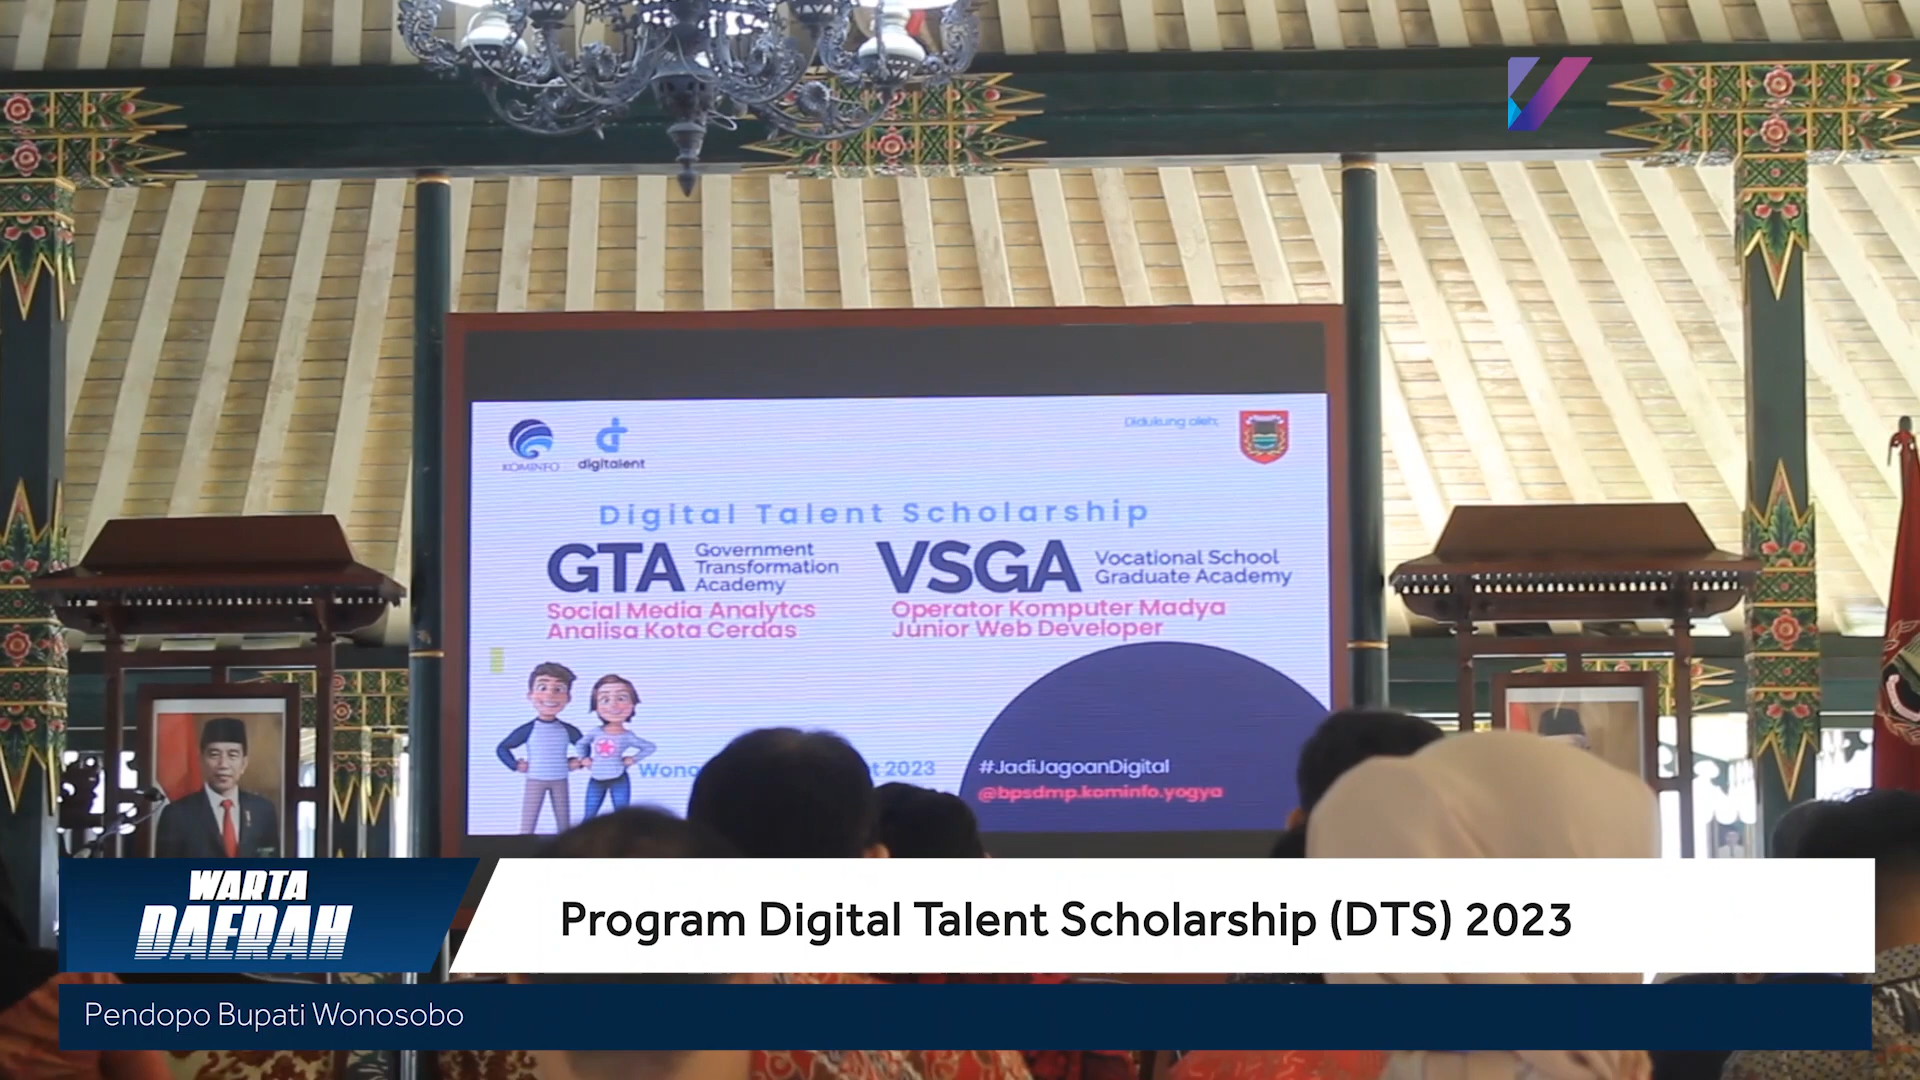 KOMINFO
digitalent
Didukung oleh;
Digital Talent Scholarship
GTA
Government
Transformation
Academy
Social Media Analytcs
Analisa Kota Cerdas
VSGA
Vocational School
Graduate Academy
Operator Komputer Madya
Junior Web Developer
2023
#JadiJagoanDigital
@bpsdmp.kominfo.yogya
WARTA
DAERAH
Program Digital Talent Scholarship (DTS) 2023
Pendopo Bupati Wonosobo